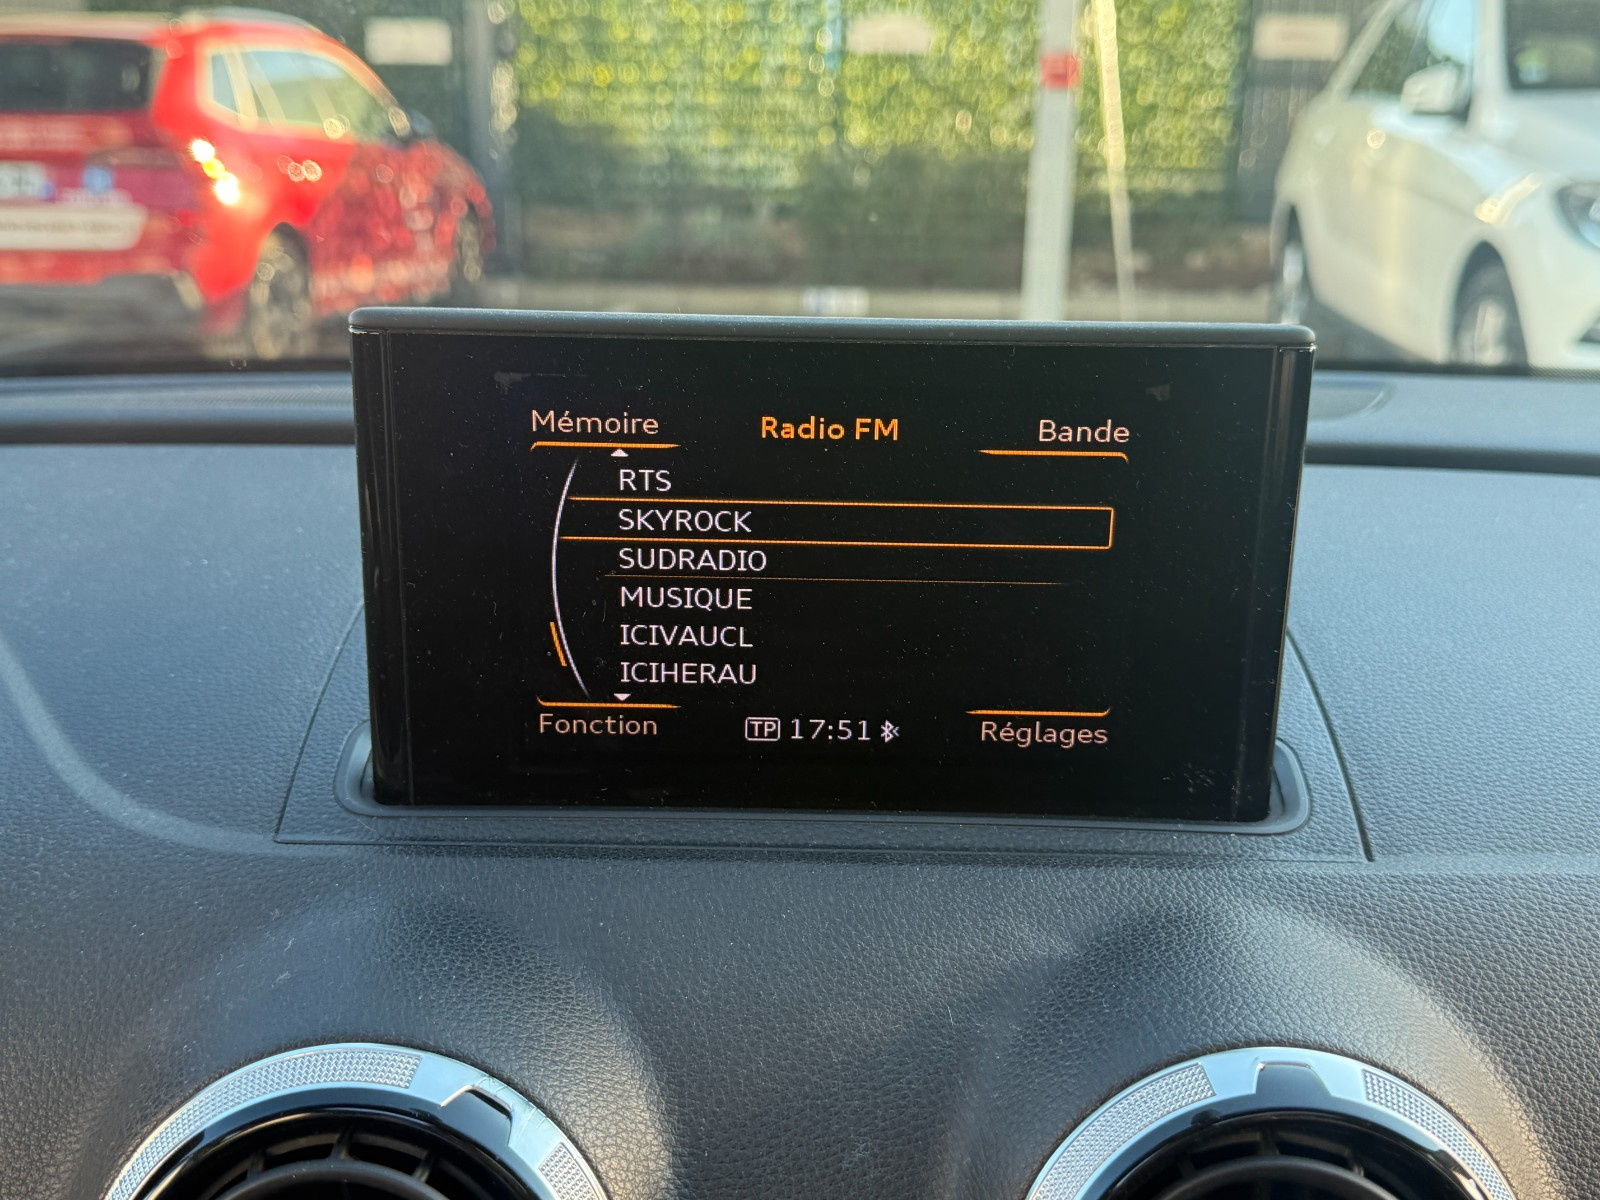 Mémoire Radio FM Bande
RTS
SKYROCK
SUDRADIO
MUSIQUE
ICIVAUCL
ICIHERAU
Fonction TP 17:51 Réglages